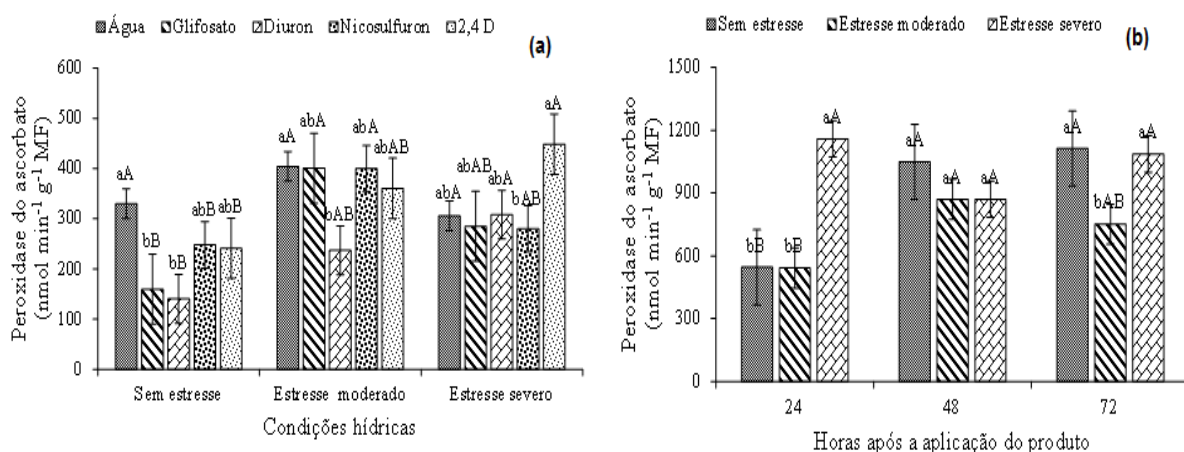 Água Glifosato Diuron Nicosulfuron 2,4 D
(a)
Peroxidase do ascorbato
(nmol min⁻¹ g⁻¹ MF)
600
500
400
300
200
100
0
aA bB bB abB abB
aA abA bAB abA abAB
abA abAB abA bAB aA
Sem estresse Estresse moderado Estresse severo
Condições hídricas
Sem estresse Estresse moderado Estresse severo
(b)
Peroxidase do ascorbato
(nmol min⁻¹ g⁻¹ MF)
1500
1200
900
600
300
0
bB bB aA
aA aA aA
aA bAB aA
24 48 72
Horas após a aplicação do produto